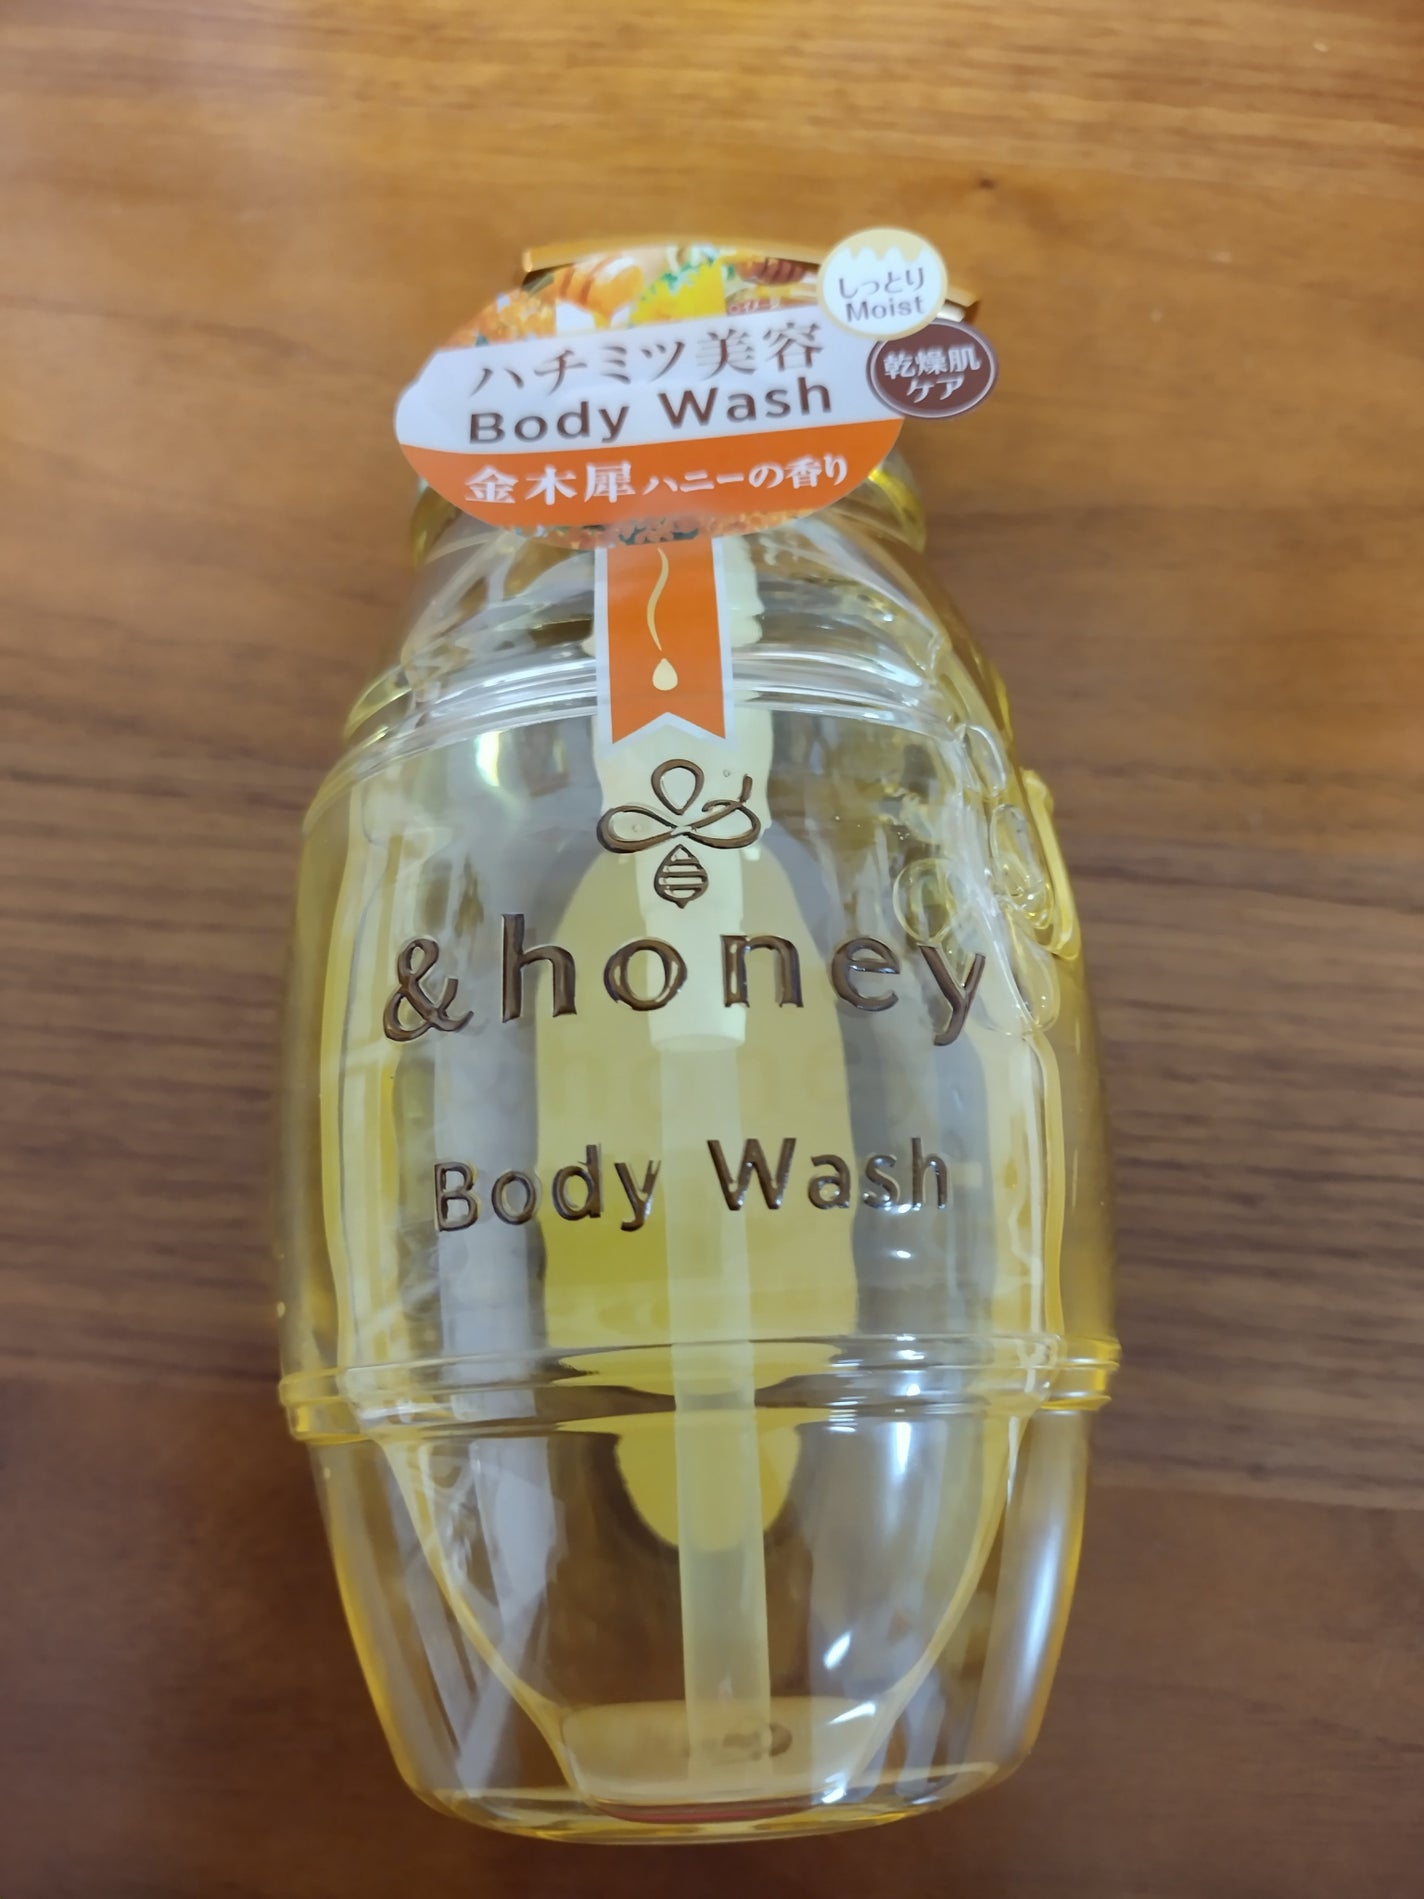 しっとり
Moist
乾燥肌
ケア
ハチミツ美容
Body Wash
金木犀ハニーの香り
&honey
Body Wash